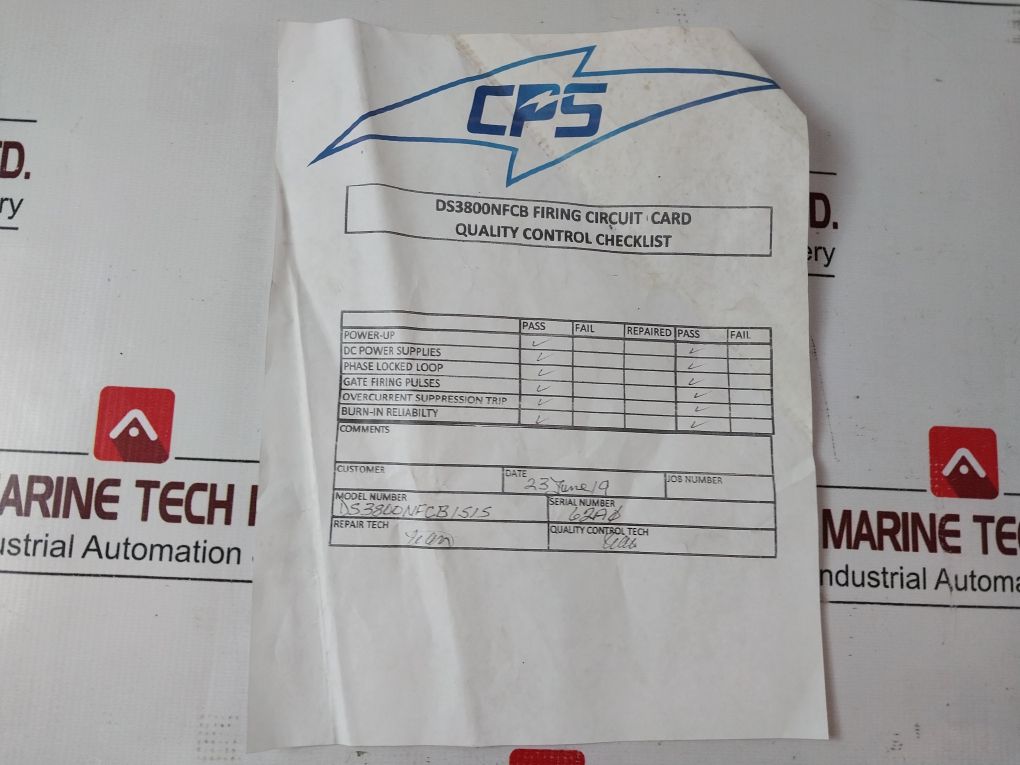 CPS
DS3800NFCB FIRING CIRCUIT CARD
QUALITY CONTROL CHECKLIST
PASS FAIL REPAIRED PASS FAIL
POWER-UP ✓ ✓
DC POWER SUPPLIES ✓ ✓
PHASE LOCKED LOOP ✓ ✓
GATE FIRING PULSES ✓ ✓
OVERCURRENT SUPPRESSION TRIP ✓ ✓
BURN-IN RELIABILTY ✓ ✓
COMMENTS
CUSTOMER DATE JOB NUMBER
23 June 19
MODEL NUMBER SERIAL NUMBER
DS3800NFCB1S1S
REPAIR TECH QUALITY CONTROL TECH
TD.
ry
D.
ery
ARINE TECH
ustrial Automation
MARINE TE
ndustrial Automa